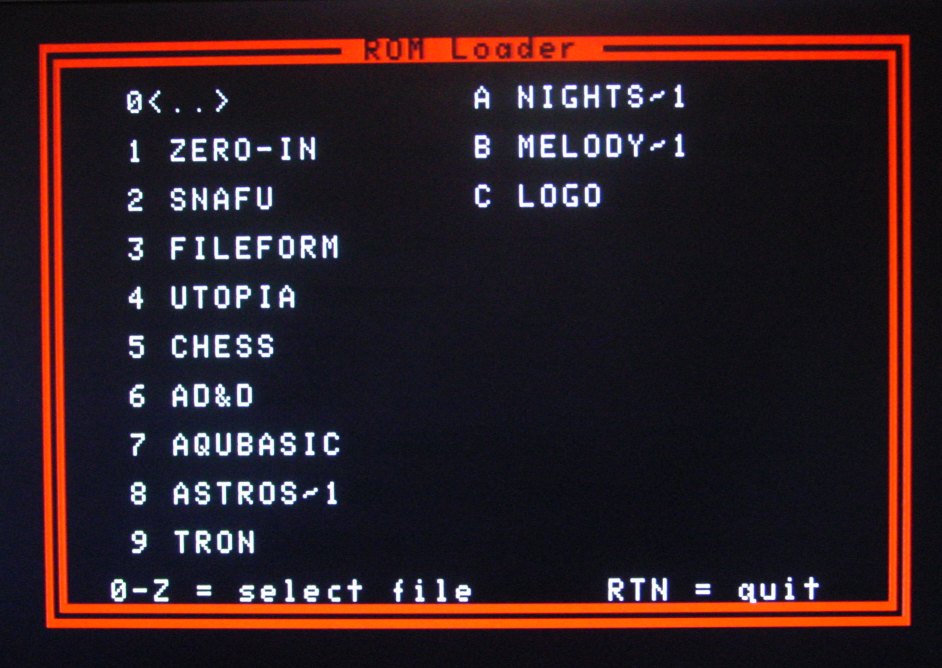 ROM Loader
0<..>
1 ZERO-IN
2 SNAFU
3 FILEFORM
4 UTOPIA
5 CHESS
6 AD&D
7 AQUBASIC
8 ASTROS~1
9 TRON
A NIGHTS~1
B MELODY~1
C LOGO
0-Z = select file
RTN = quit